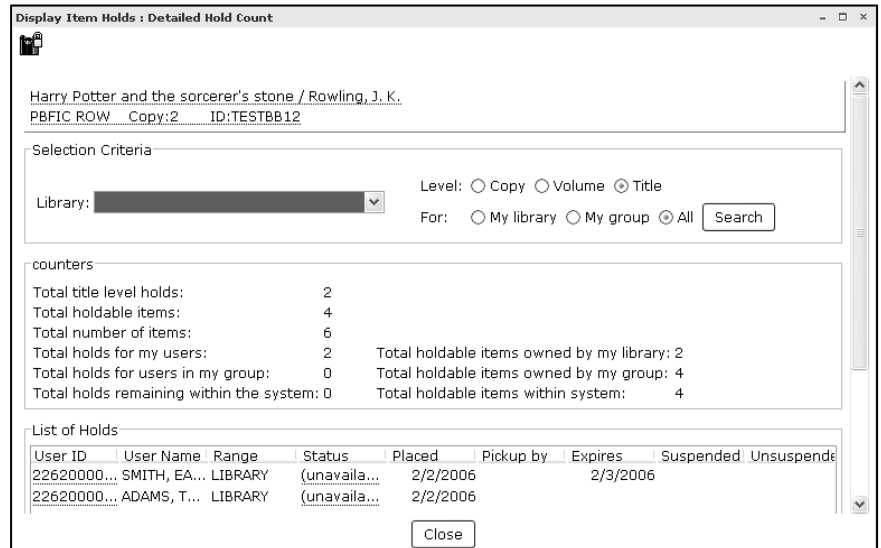 Display Item Holds : Detailed Hold Count
Harry Potter and the sorcerer's stone / Rowling, J. K.
PBFIC ROW Copy:2 ID:TESTBB12
Selection Criteria
Library:
Level: Copy Volume Title
For: My library My group All Search
counters
Total title level holds: 2
Total holdable items: 4
Total number of items: 6
Total holds for my users: 2 Total holdable items owned by my library: 2
Total holds for users in my group: 0 Total holdable items owned by my group: 4
Total holds remaining within the system: 0 Total holdable items within system: 4
List of Holds
User ID User Name Range Status Placed Pickup by Expires Suspended Unsuspende
22620000... SMITH, EA... LIBRARY (unavaila... 2/2/2006 2/3/2006
22620000... ADAMS, T... LIBRARY (unavaila... 2/2/2006
Close